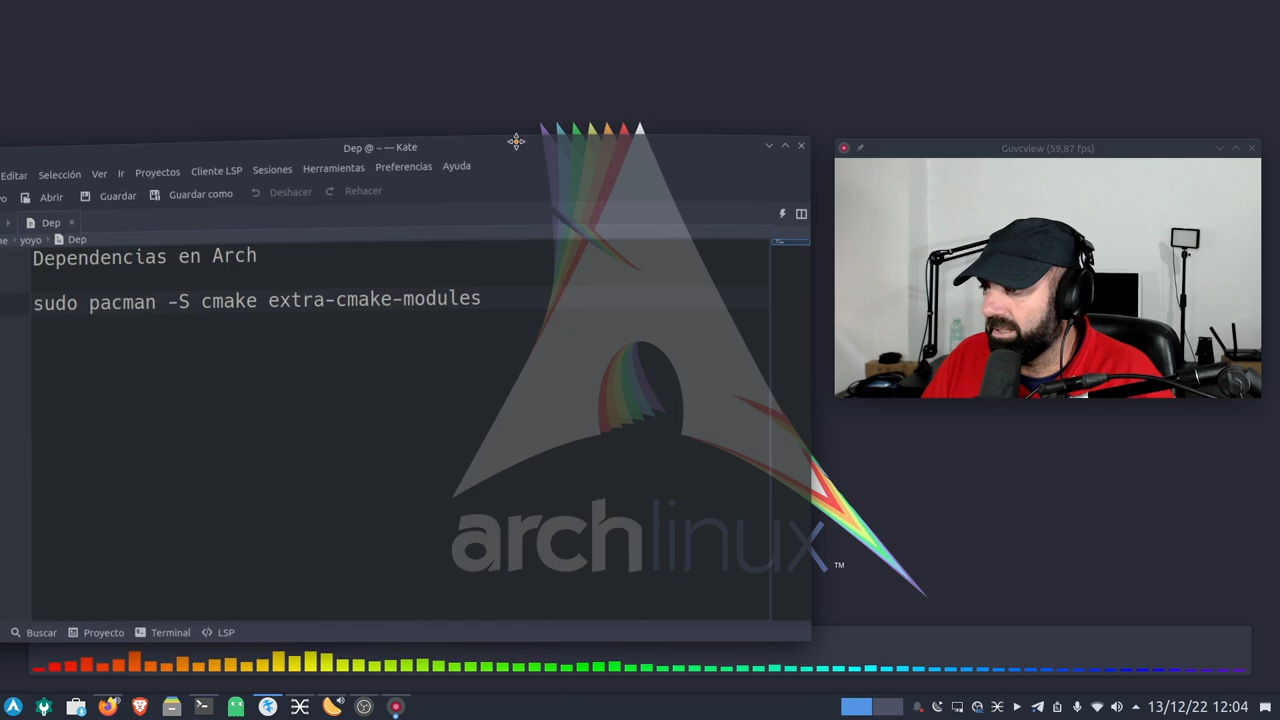 Dep @ ~ — Kate
Editar Selección Ver Ir Proyectos Cliente LSP Sesiones Herramientas Preferencias Ayuda
Abrir Guardar Guardar como Deshacer Rehacer
Dep
yoyo Dep
Dependencias en Arch
sudo pacman -S cmake extra-cmake-modules
Buscar Proyecto Terminal LSP
Guvcview (59,87 fps)
archlinux
TM
13/12/22 12:04